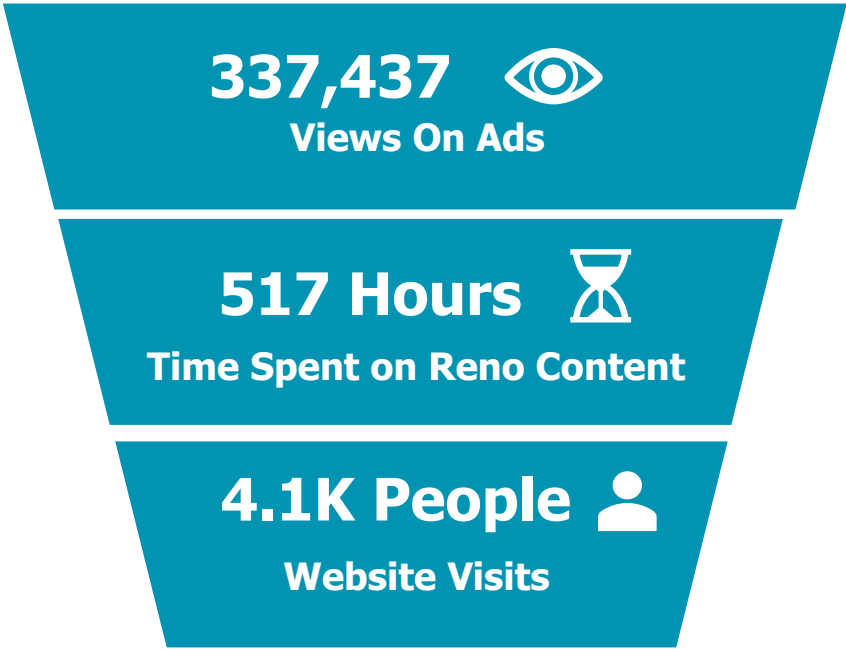 337,437
Views On Ads
517 Hours
Time Spent on Reno Content
4.1K People
Website Visits